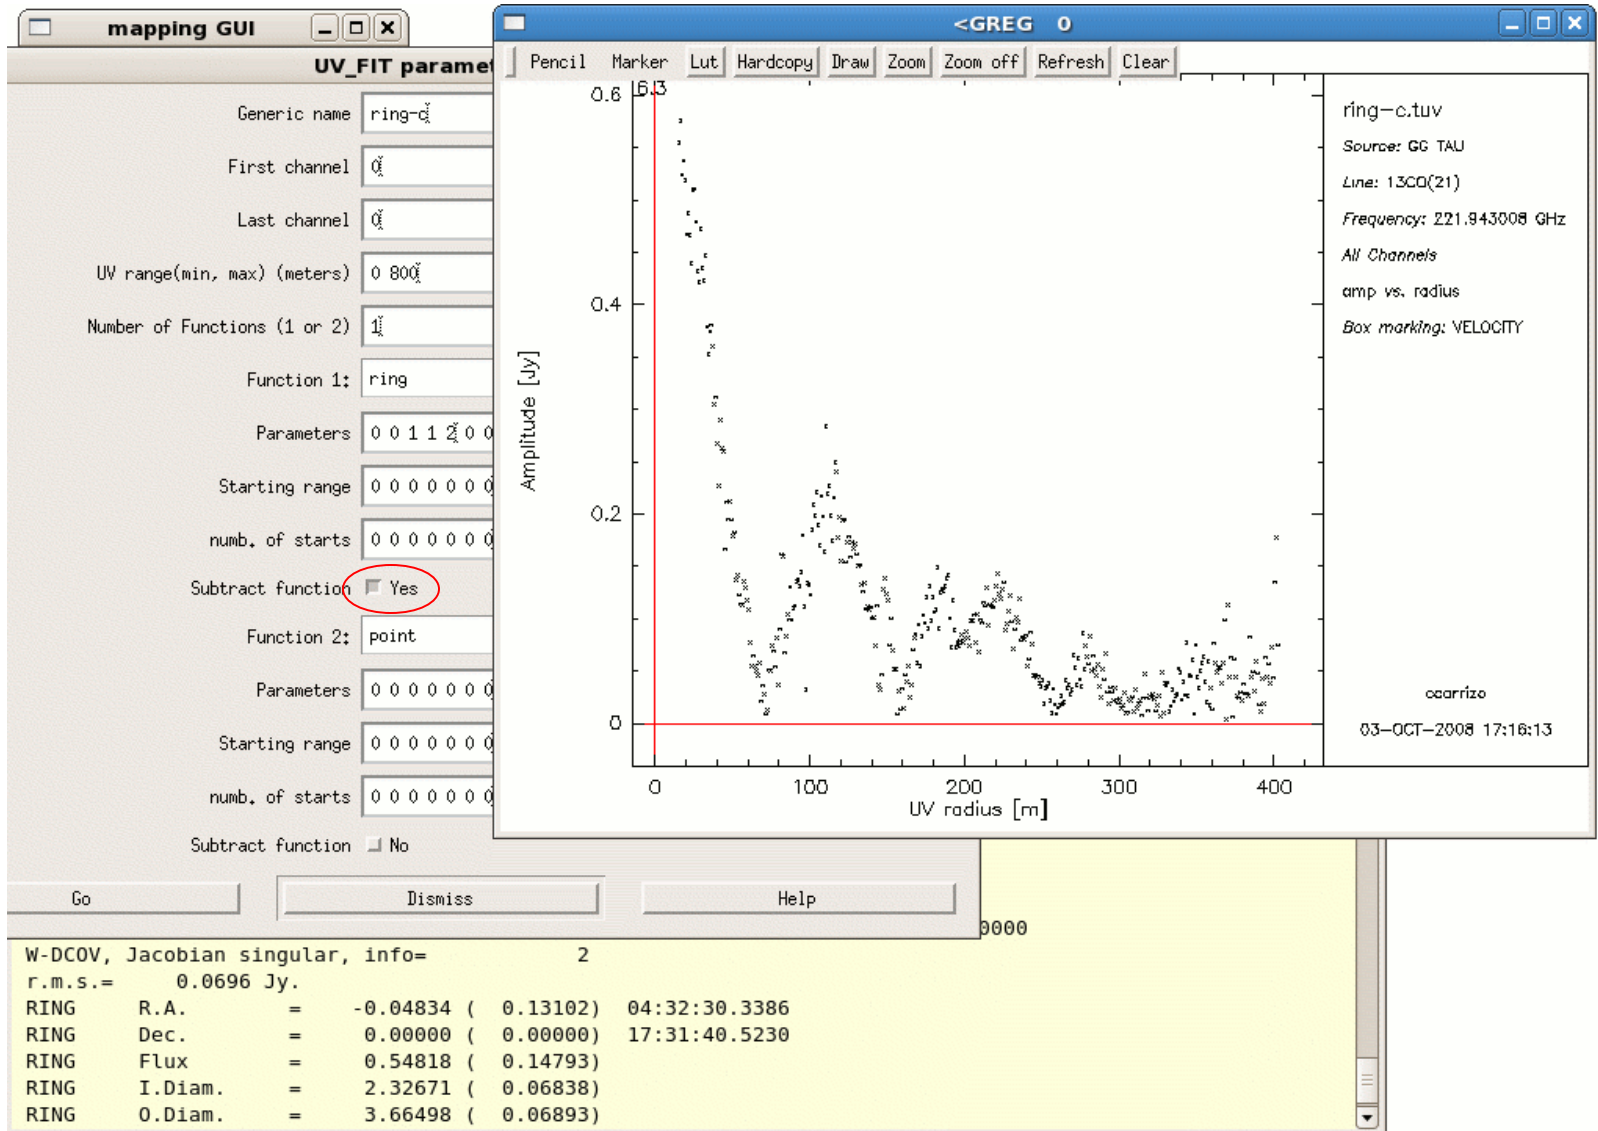 mapping GUI
UV_FIT paramet
Generic name ring-c
First channel 0
Last channel 0
UV range(min, max) (meters) 0 800
Number of Functions (1 or 2) 1
Function 1: ring
Parameters 0 0 1 1 2 0 0
Starting range 0 0 0 0 0 0 0
numb. of starts 0 0 0 0 0 0 0
Subtract function Yes
Function 2: point
Parameters 0 0 0 0 0 0 0
Starting range 0 0 0 0 0 0 0
numb. of starts 0 0 0 0 0 0 0
Subtract function No
Go Dismiss Help
<GREG 0
Pencil Marker Lut Hardcopy Draw Zoom Zoom off Refresh Clear
6.3
0.6
0.4
0.2
0
Amplitude [Jy]
0 100 200 300 400
UV radius [m]
ring-c.tuv
Source: GG TAU
Line: 13CO(21)
Frequency: 221.943008 GHz
All Channels
amp vs. radius
Box marking: VELOCITY
ccarrizo
03-OCT-2008 17:16:13
0000
W-DCOV, Jacobian singular, info= 2
r.m.s.= 0.0696 Jy.
RING R.A. = -0.04834 ( 0.13102) 04:32:30.3386
RING Dec. = 0.00000 ( 0.00000) 17:31:40.5230
RING Flux = 0.54818 ( 0.14793)
RING I.Diam. = 2.32671 ( 0.06838)
RING O.Diam. = 3.66498 ( 0.06893)